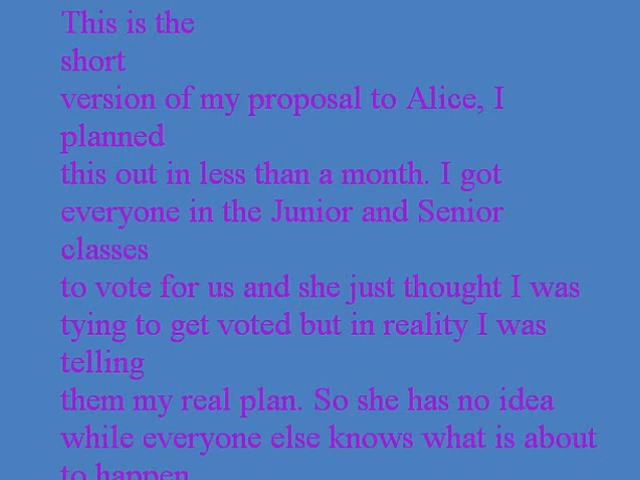 This is the
short
version of my proposal to Alice, I
planned
this out in less than a month. I got
everyone in the Junior and Senior
classes
to vote for us and she just thought I was
tying to get voted but in reality I was
telling
them my real plan. So she has no idea
while everyone else knows what is about
to happen